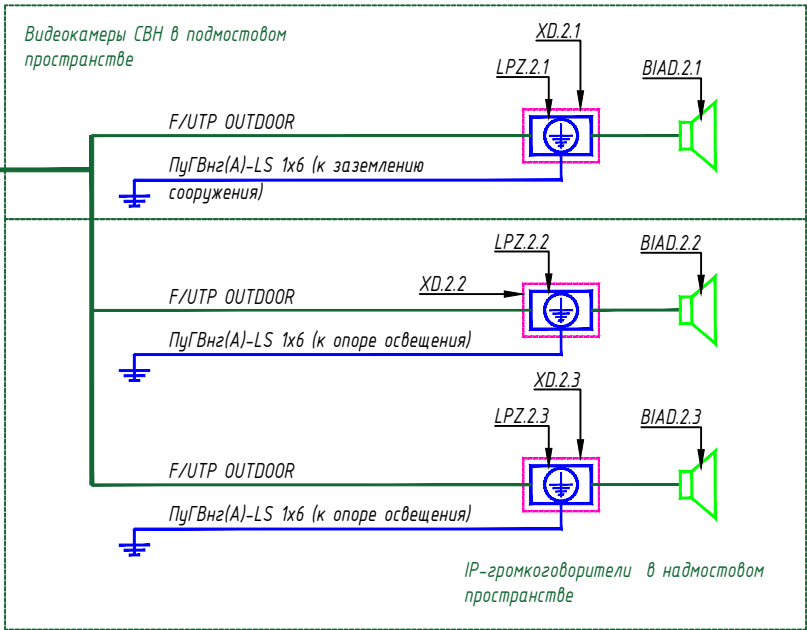 Видеокамеры СВН в подмостовом
пространстве
XD.2.1
LPZ.2.1
BIAD.2.1
F/UTP OUTDOOR
ПуГВнг(А)-LS 1х6 (к заземлению
сооружения)
LPZ.2.2
BIAD.2.2
XD.2.2
F/UTP OUTDOOR
ПуГВнг(А)-LS 1х6 (к опоре освещения)
XD.2.3
LPZ.2.3
BIAD.2.3
F/UTP OUTDOOR
ПуГВнг(А)-LS 1х6 (к опоре освещения)
IP-громкоговорители в надмостовом
пространстве